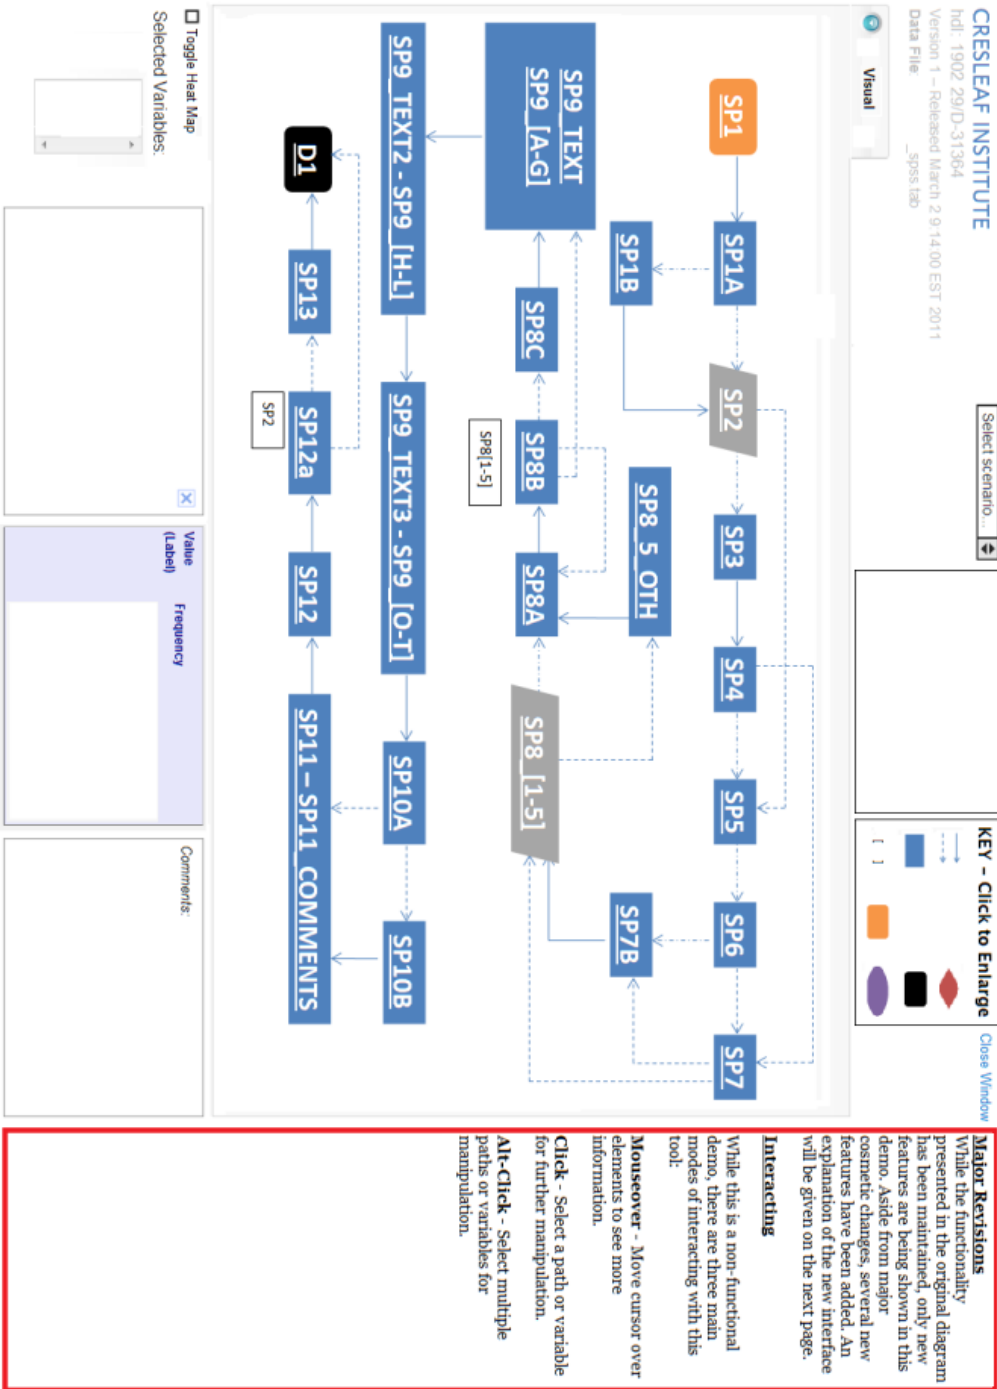 CRESLEAF INSTITUTE
hdl: 1902 29/D-31364
Version 1 – Released March 2 9:14:00 EST 2011
Data File: _spss.tab
Select scenario...
KEY – Click to Enlarge
[ ]
Close Window
Visual
SP1
SP1A
SP2
SP3
SP4
SP5
SP6
SP7
SP1B
SP8_5_OTH
SP7B
SP9_TEXT
SP9_[A-G]
SP8C
SP8B
SP8A
SP8_[1-5]
SP8[1-5]
SP9_TEXT2 - SP9_[H-L]
SP9_TEXT3 - SP9_[O-T]
SP10A
SP10B
D1
SP13
SP12a
SP12
SP11 – SP11_COMMENTS
SP2
Toggle Heat Map
Selected Variables:
Value
(Label)
Frequency
Comments:
Major Revisions
While the functionality
presented in the original diagram
has been maintained, only new
features are being shown in this
demo. Aside from major
cosmetic changes, several new
features have been added. An
explanation of the new interface
will be given on the next page.
Interacting
While this is a non-functional
demo, there are three main
modes of interacting with this
tool:
Mouseover - Move cursor over
elements to see more
information.
Click - Select a path or variable
for further manipulation.
Alt-Click - Select multiple
paths or variables for
manipulation.